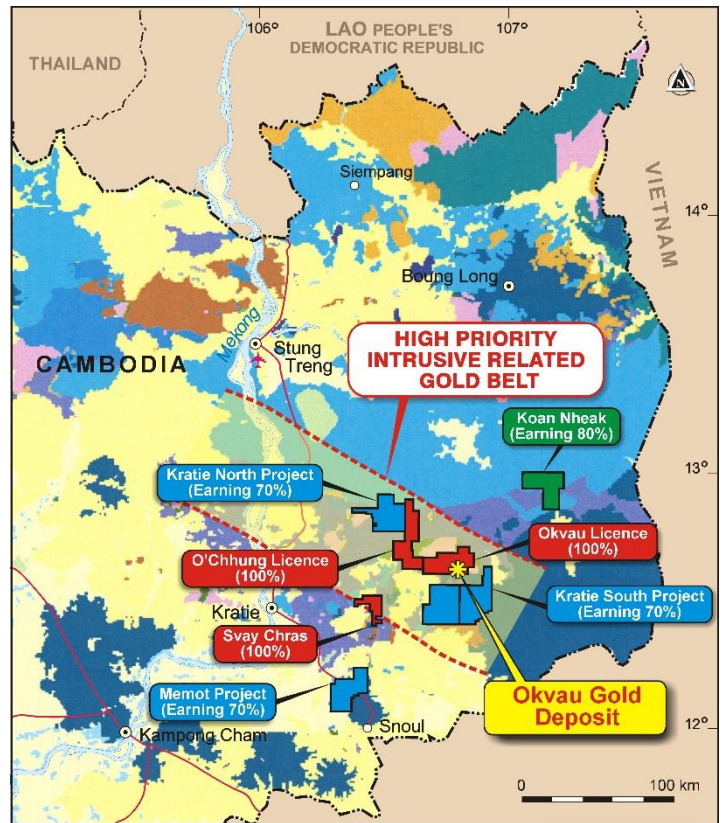 106°
107°
LAO PEOPLE'S
DEMOCRATIC REPUBLIC
THAILAND
N
Siempang
VIETNAM
14°
Boung Long
Mekong
Stung
Treng
HIGH PRIORITY
INTRUSIVE RELATED
GOLD BELT
CAMBODIA
Koan Nheak
(Earning 80%)
13°
Kratie North Project
(Earning 70%)
Okvau Licence
(100%)
O'Chhung Licence
(100%)
Kratie South Project
(Earning 70%)
Kratie
Svay Chras
(100%)
Memot Project
(Earning 70%)
Okvau Gold
Deposit
Snoul
12°
Kampong Cham
0
100 km